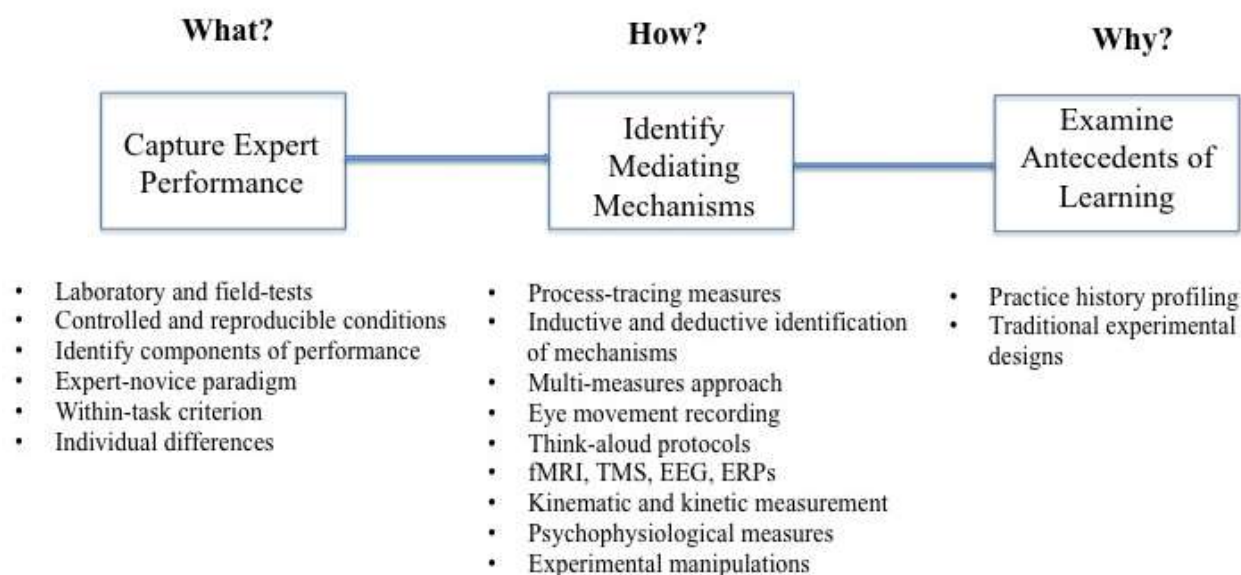 What?
How?
Why?
Capture Expert
Performance
Identify
Mediating
Mechanisms
Examine
Antecedents of
Learning
• Laboratory and field-tests
• Controlled and reproducible conditions
• Identify components of performance
• Expert-novice paradigm
• Within-task criterion
• Individual differences
• Process-tracing measures
• Inductive and deductive identification
of mechanisms
• Multi-measures approach
• Eye movement recording
• Think-aloud protocols
• fMRI, TMS, EEG, ERPs
• Kinematic and kinetic measurement
• Psychophysiological measures
• Experimental manipulations
• Practice history profiling
• Traditional experimental
designs